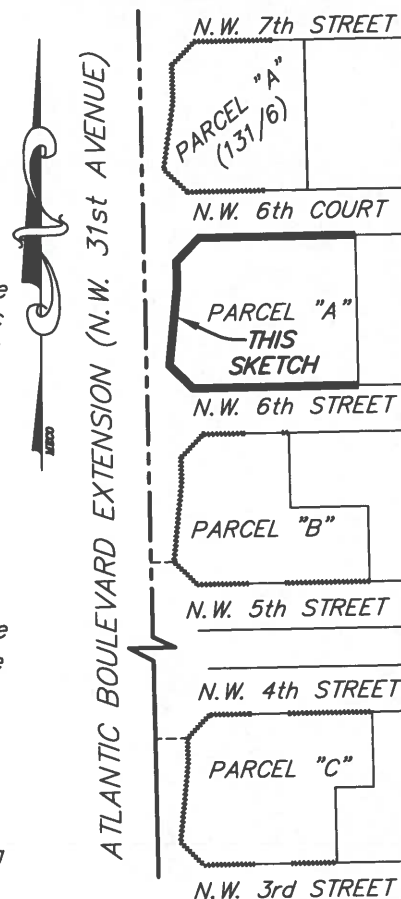 N.W. 7th STREET
PARCEL "A"
(131/6)
N.W. 6th COURT
PARCEL "A"
THIS
SKETCH
N.W. 6th STREET
PARCEL "B"
N.W. 5th STREET
N.W. 4th STREET
PARCEL "C"
N.W. 3rd STREET
ATLANTIC BOULEVARD EXTENSION (N.W. 31st AVENUE)